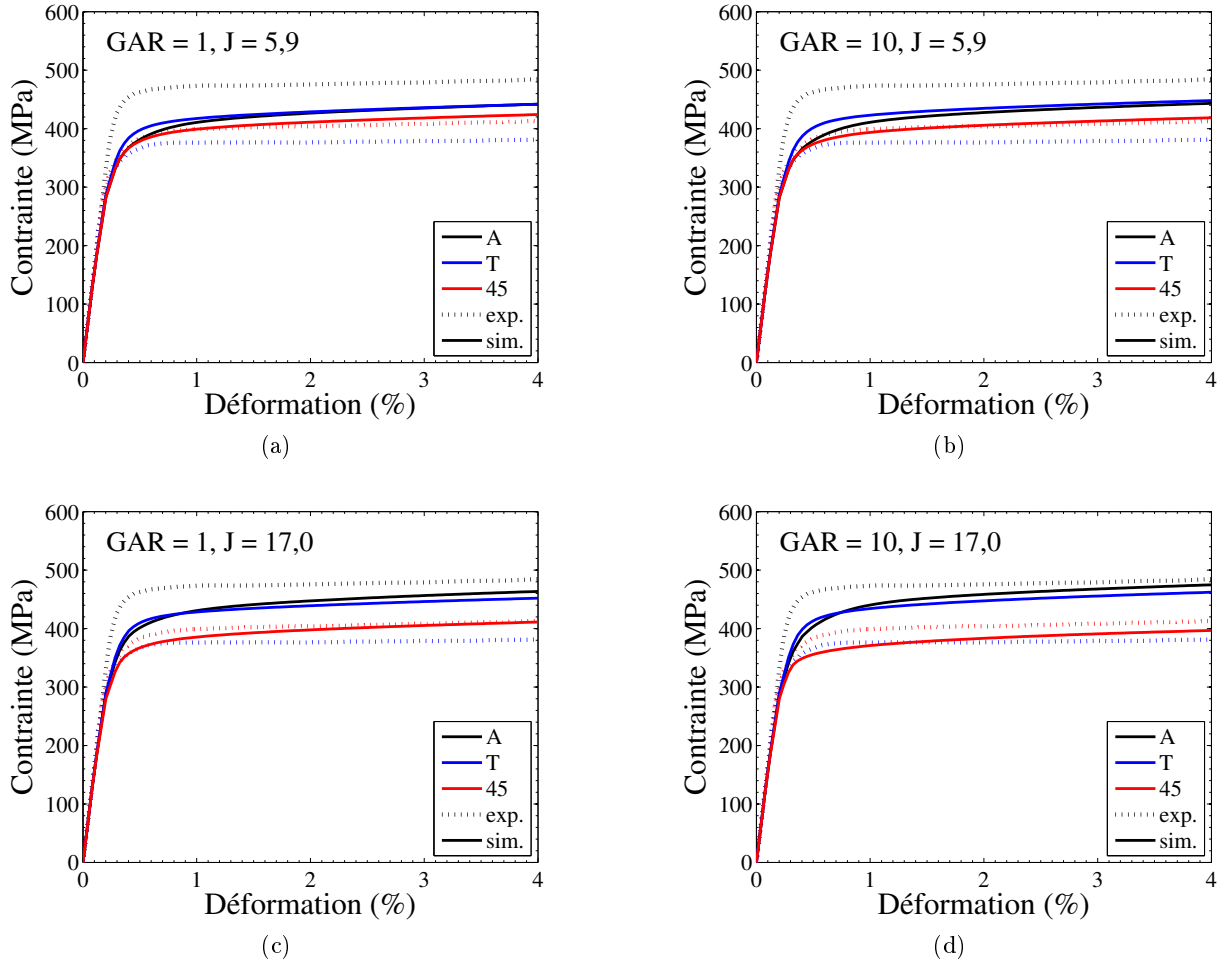 GAR = 1, J = 5,9
Contrainte (MPa)
600
500
400
300
200
100
0
A
T
45
exp.
sim.
0 1 2 3 4
Déformation (%)
(a)
GAR = 10, J = 5,9
Contrainte (MPa)
600
500
400
300
200
100
0
A
T
45
exp.
sim.
0 1 2 3 4
Déformation (%)
(b)
GAR = 1, J = 17,0
Contrainte (MPa)
600
500
400
300
200
100
0
A
T
45
exp.
sim.
0 1 2 3 4
Déformation (%)
(c)
GAR = 10, J = 17,0
Contrainte (MPa)
600
500
400
300
200
100
0
A
T
45
exp.
sim.
0 1 2 3 4
Déformation (%)
(d)